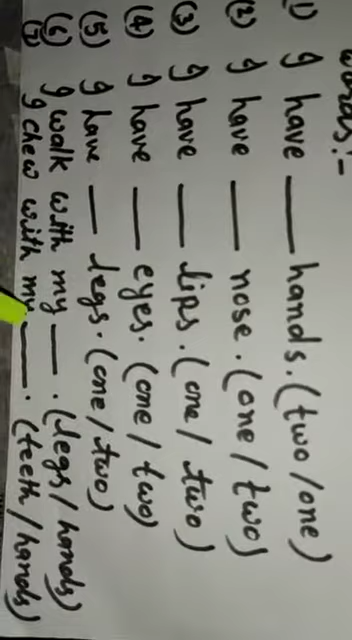 words:-
(1) I have ___ hands. (two/one)
(2) I have ___ nose. (one/two)
(3) I have ___ lips. (one/two)
(4) I have ___ eyes. (one/two)
(5) I have ___ legs. (one/two)
(6) I walk with my ___. (legs/hands)
(7) I chew with my ___. (teeth/hands)